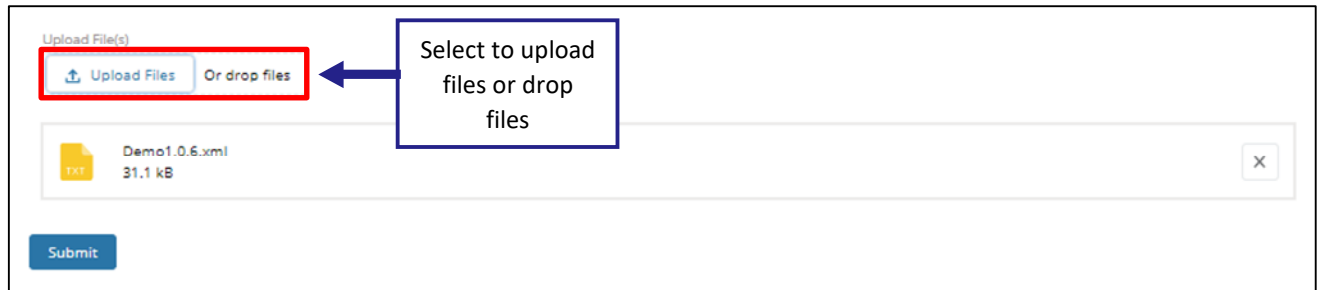 Upload File(s)
Upload Files Or drop files
Select to upload
files or drop
files
TXT
Demo1.0.6.xml
31.1 kB
X
Submit